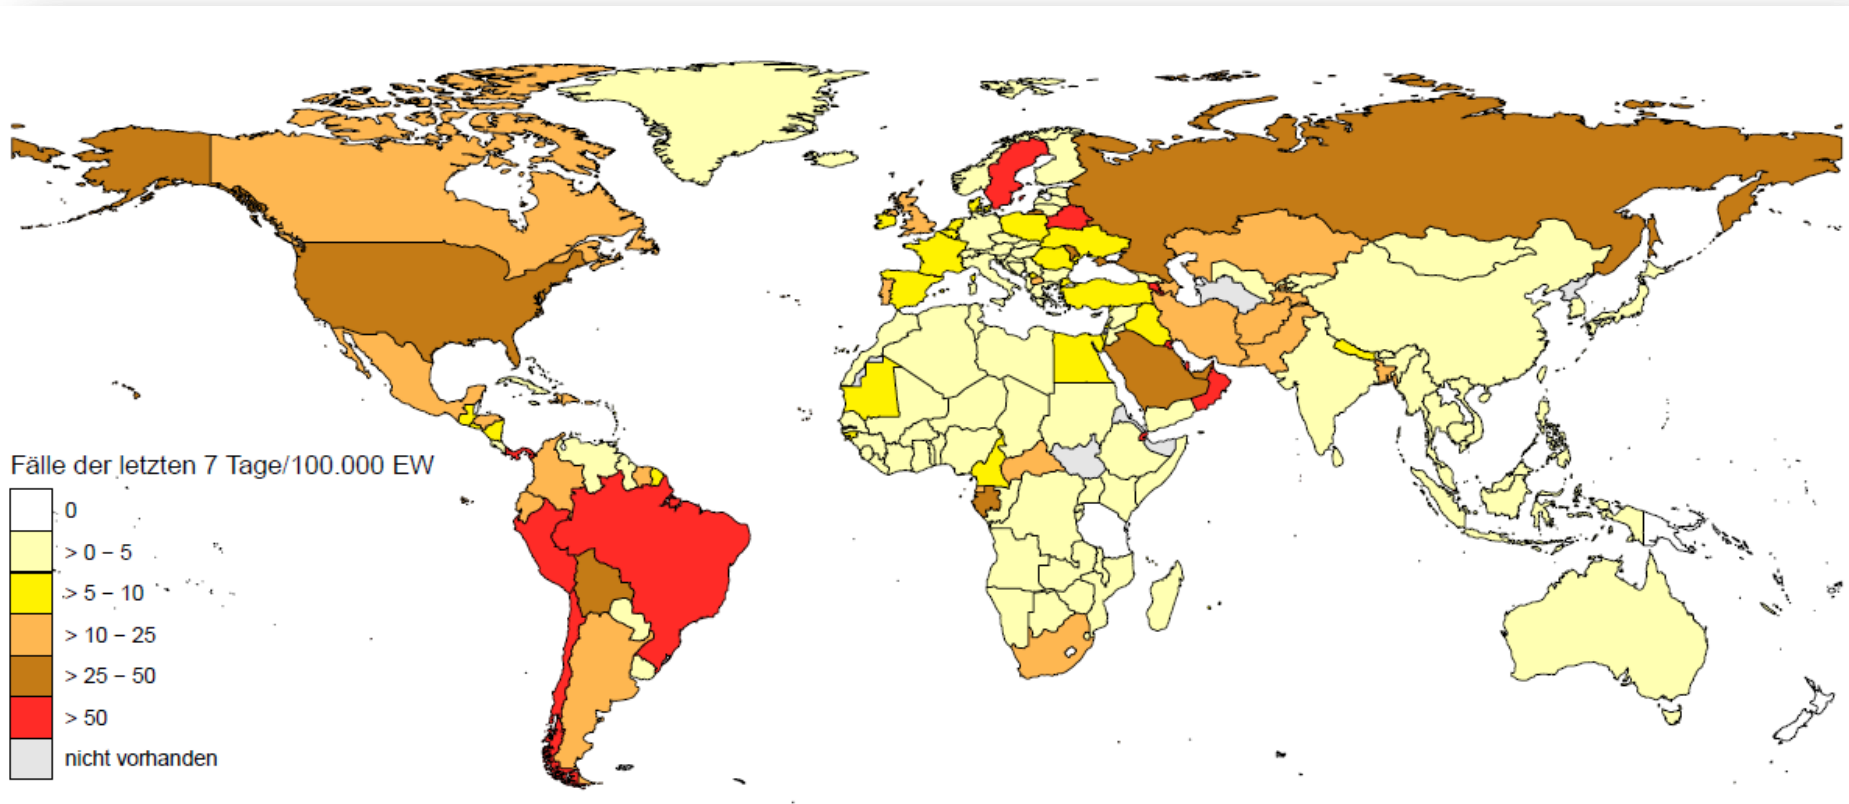 Fälle der letzten 7 Tage/100.000 EW
0
> 0 – 5
> 5 – 10
> 10 – 25
> 25 – 50
> 50
nicht vorhanden